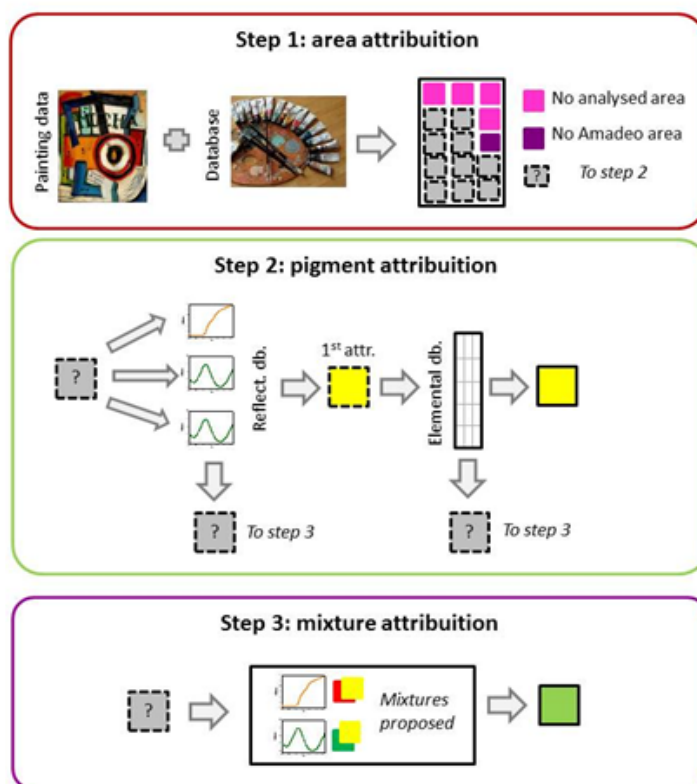 Step 1: area attribuition
Painting data
Database
No analysed area
No Amadeo area
?
To step 2
Step 2: pigment attribuition
?
Reflect. db.
1st attr.
Elemental db.
?
To step 3
?
To step 3
Step 3: mixture attribuition
?
Mixtures
proposed